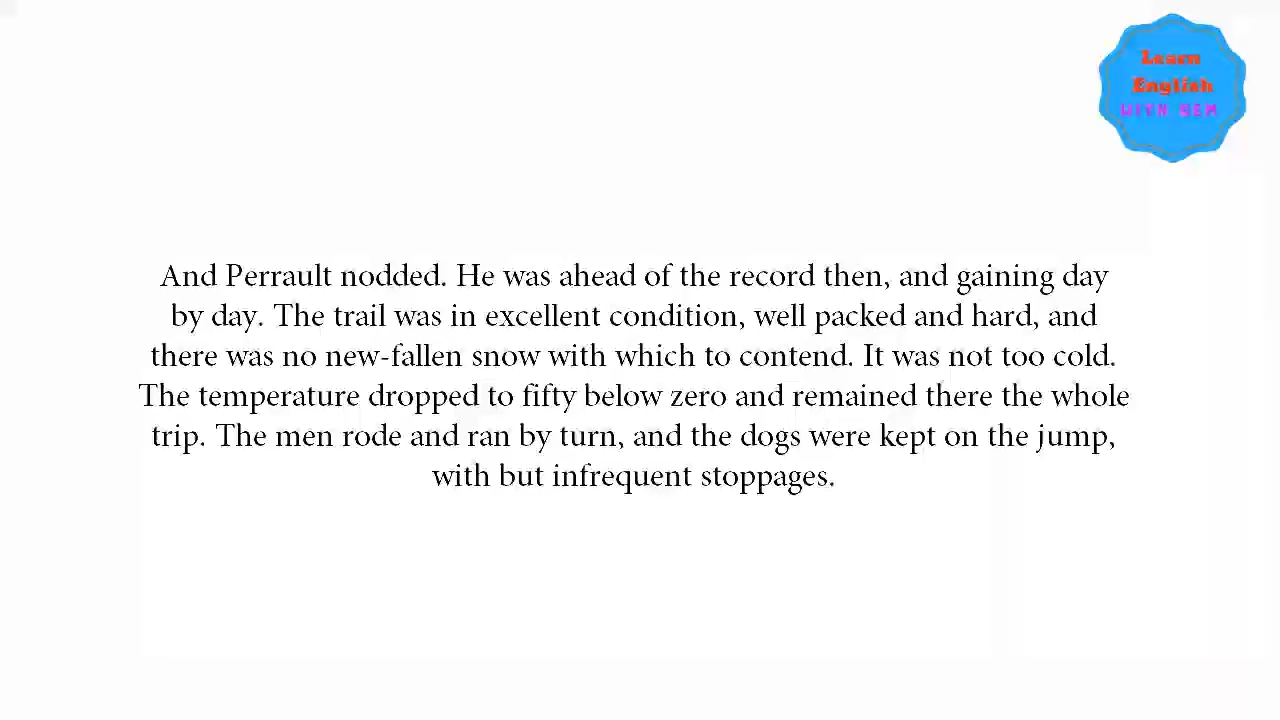 Learn
English
WITH GEM
And Perrault nodded. He was ahead of the record then, and gaining day
by day. The trail was in excellent condition, well packed and hard, and
there was no new-fallen snow with which to contend. It was not too cold.
The temperature dropped to fifty below zero and remained there the whole
trip. The men rode and ran by turn, and the dogs were kept on the jump,
with but infrequent stoppages.